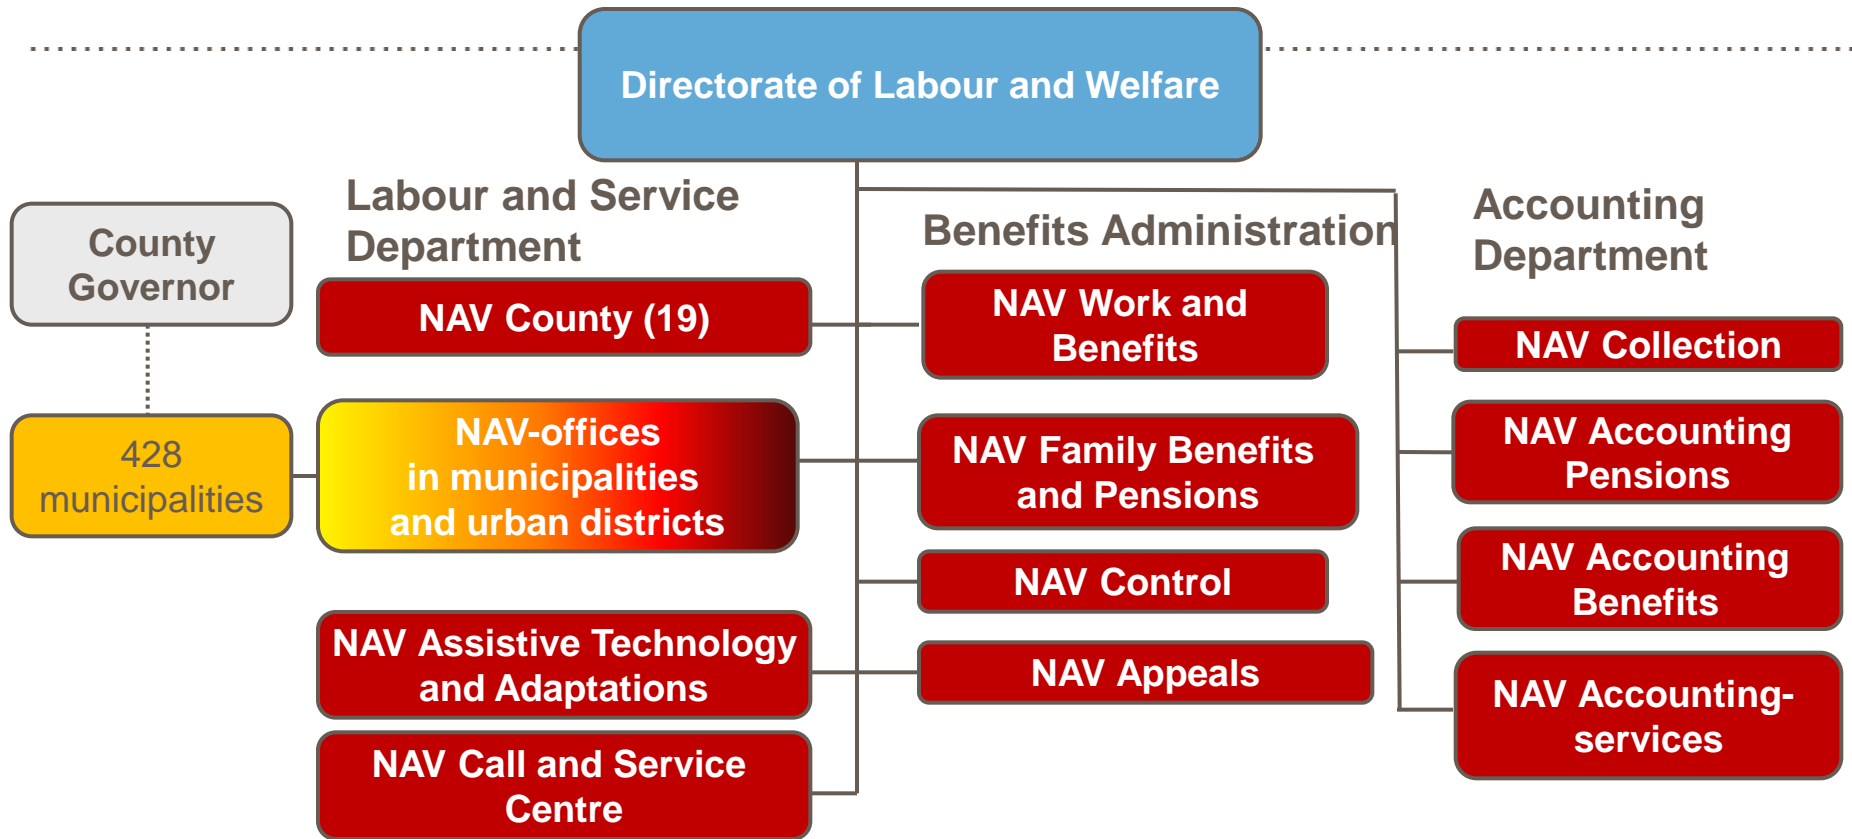 Directorate of Labour and Welfare
County
Governor
428
municipalities
Labour and Service
Department
NAV County (19)
NAV-offices
in municipalities
and urban districts
NAV Assistive Technology
and Adaptations
NAV Call and Service
Centre
Benefits Administration
NAV Work and
Benefits
NAV Family Benefits
and Pensions
NAV Control
NAV Appeals
Accounting
Department
NAV Collection
NAV Accounting
Pensions
NAV Accounting
Benefits
NAV Accounting-
services